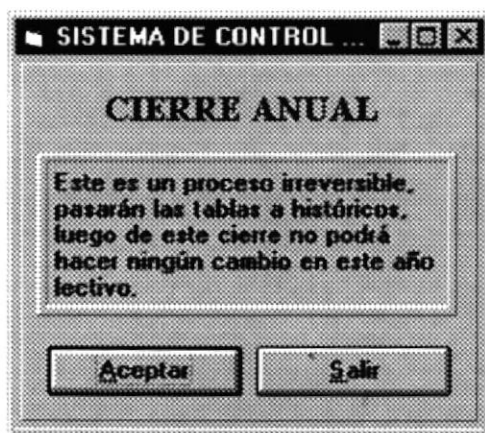 SISTEMA DE CONTROL ...
CIERRE ANUAL
Este es un proceso irreversible,
pasarán las tablas a históricos,
luego de este cierre no podrá
hacer ningún cambio en este año
lectivo.
Aceptar
Salir